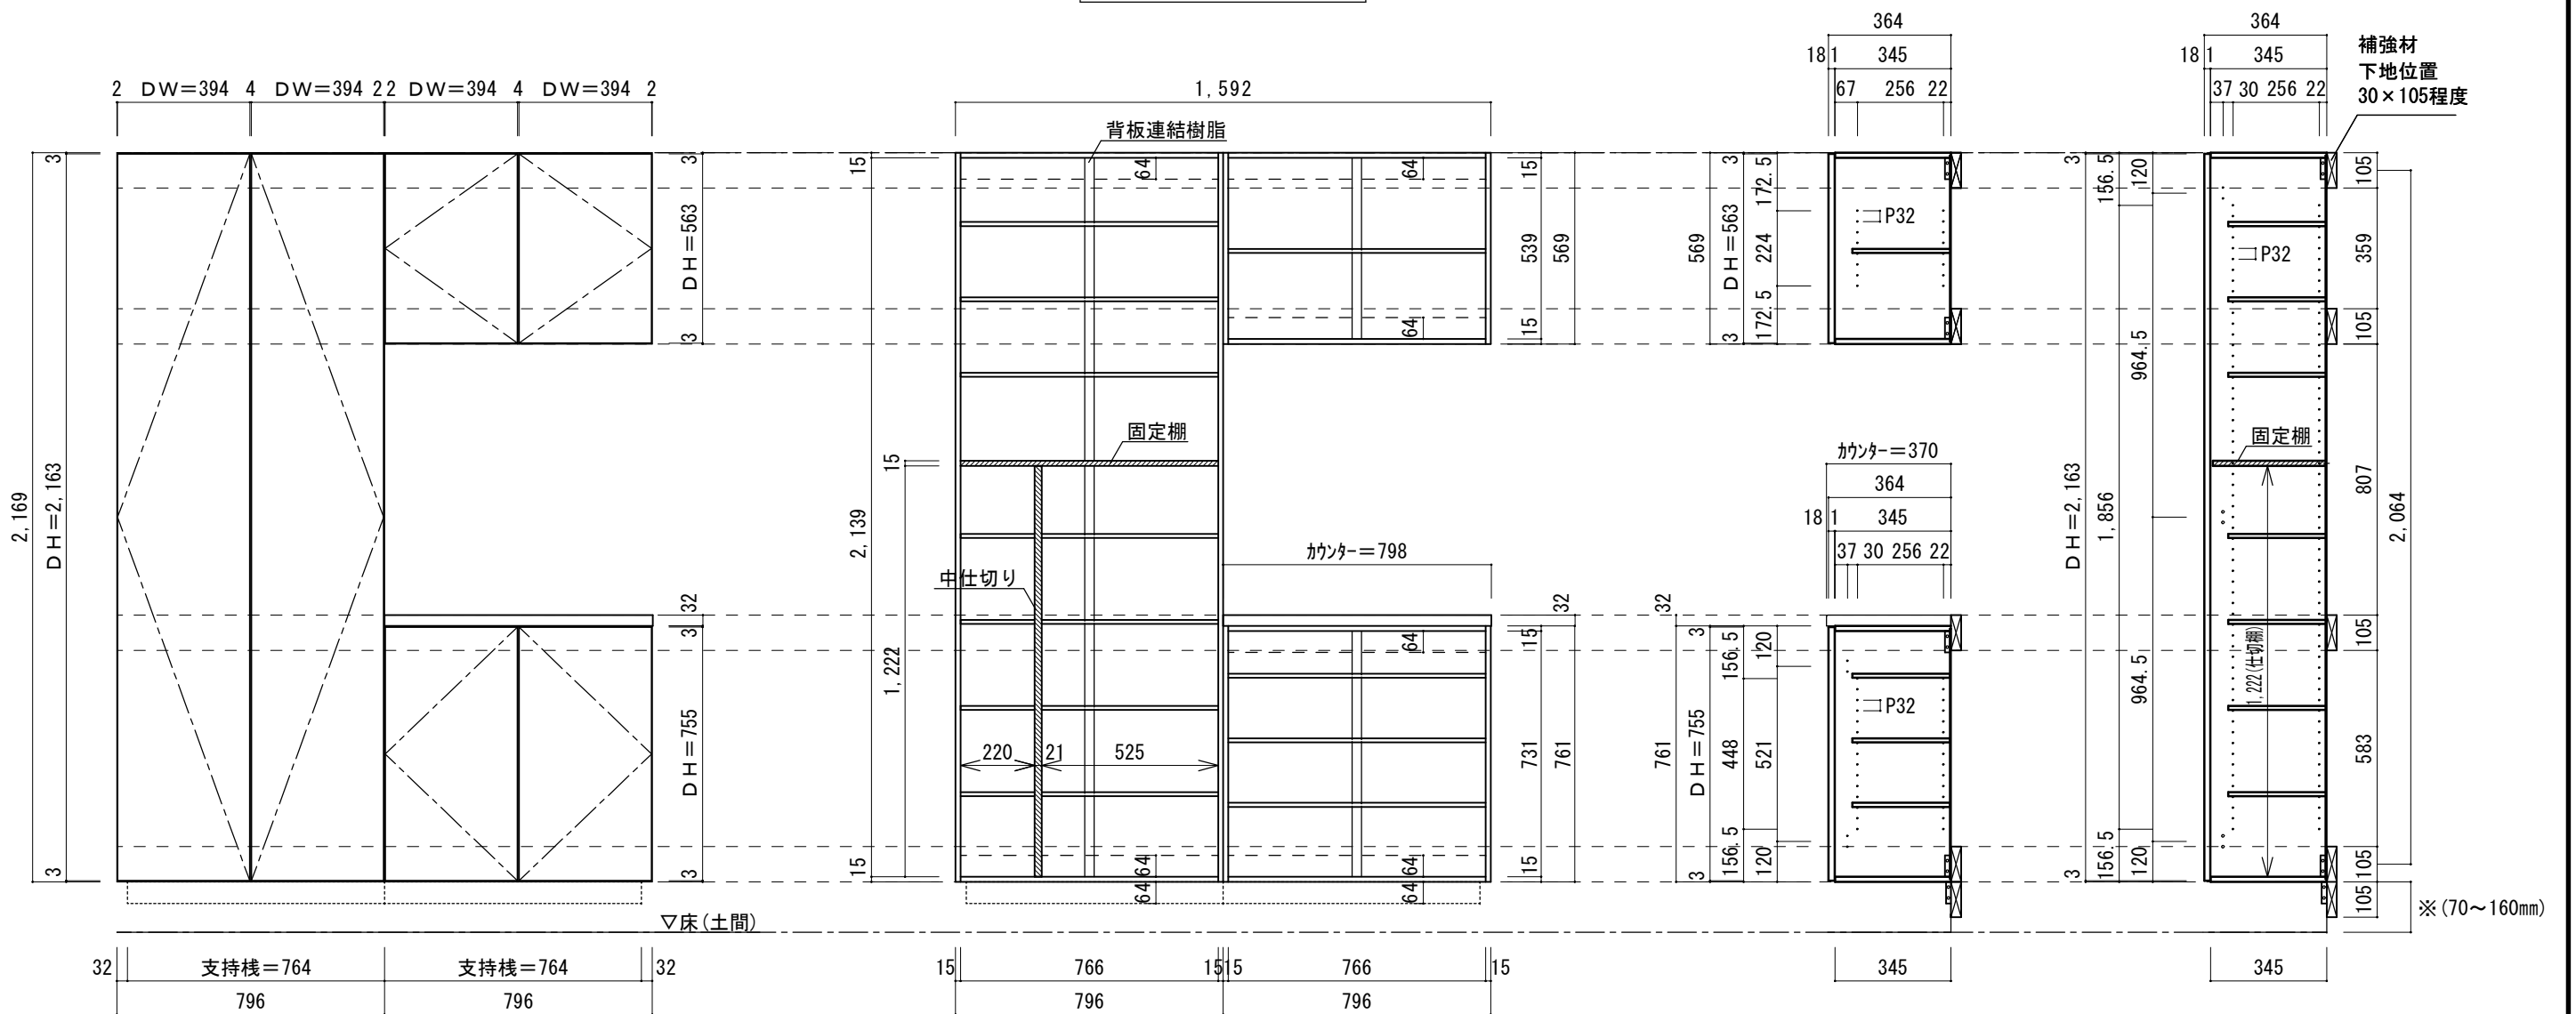 2 DW=394 4 DW=394 2 2 DW=394 4 DW=394 2
2,169
3
DH=2,163
3
3
DH=563
3
32
3
DH=755
3
▽床(土間)
32 支持桟=764 支持桟=764 32
796 796
1,592
背板連結樹脂
15
2,139
15
15
1,222
64
64
64
固定棚
中仕切り
220 21 525
カウンター=798
64
64
64
64
64
15
539
15
569
32
15
731
15
761
15 766 15 15 766 15
796 796
364
18 1 345
67 256 22
569
3
DH=563
3
172.5
224
172.5
P32
カウンター=370
364
18 1 345
37 30 256 22
32
761
3
DH=755
3
156.5
448
156.5
120
521
120
P32
345
364
18 1 345
37 30 256 22
補強材
下地位置
30×105程度
3
DH=2,163
3
156.5
1,856
156.5
120
964.5
964.5
120
P32
固定棚
1,222(仕切棚)
105
359
105
807
105
583
105
105
2,064
※(70～160mm)
345